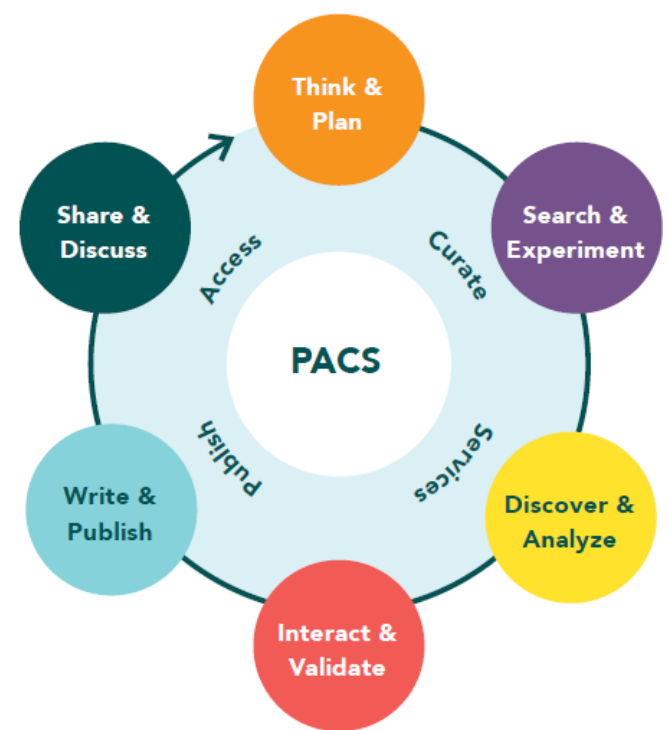 Think &
Plan
Share &
Discuss
Search &
Experiment
Access
Curate
PACS
Publish
Services
Write &
Publish
Discover &
Analyze
Interact &
Validate